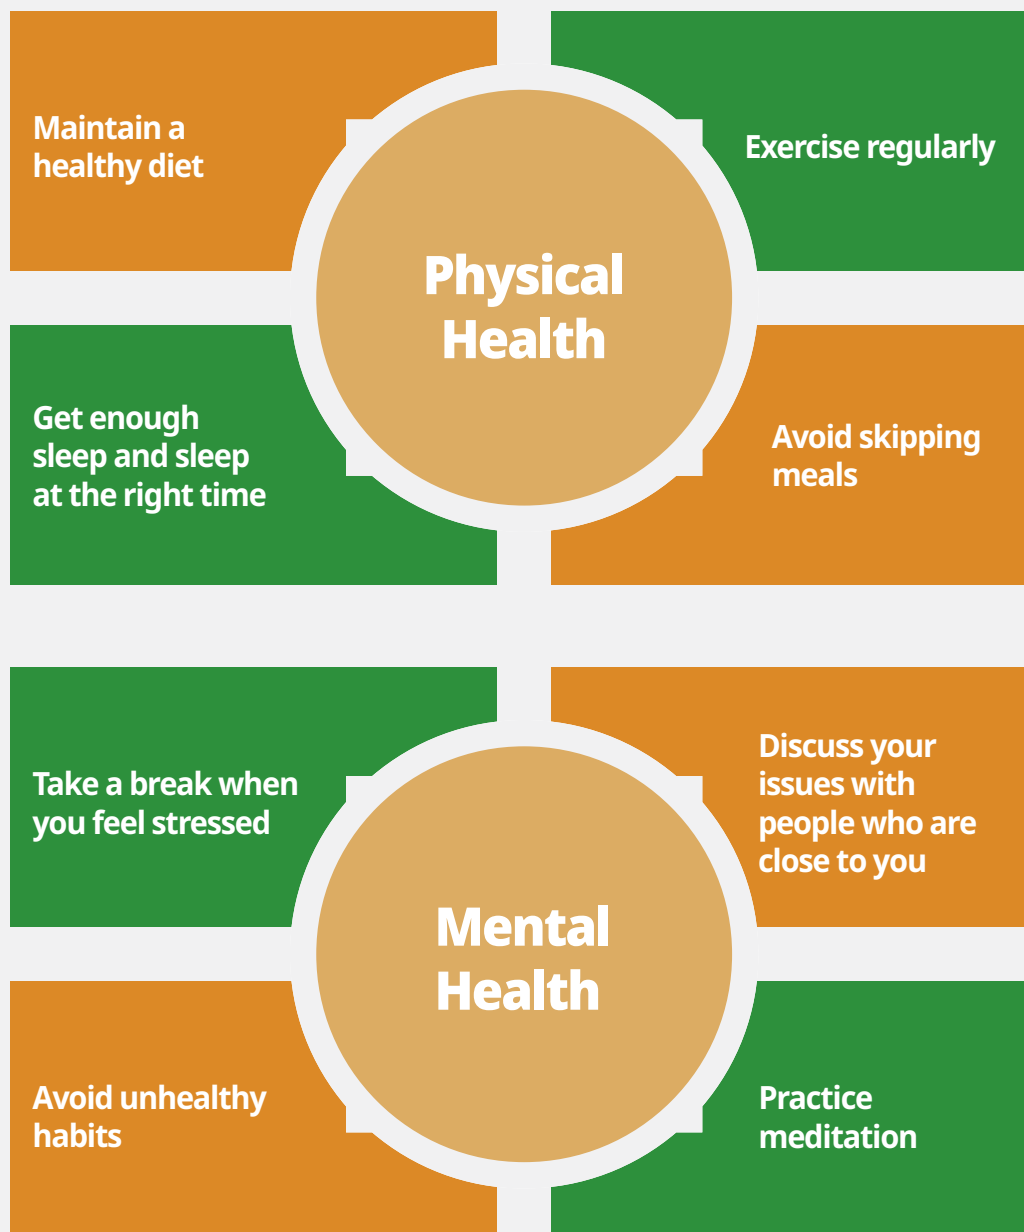 Maintain a
healthy diet
Exercise regularly
Physical
Health
Get enough
sleep and sleep
at the right time
Avoid skipping
meals
Take a break when
you feel stressed
Discuss your
issues with
people who are
close to you
Mental
Health
Avoid unhealthy
habits
Practice
meditation